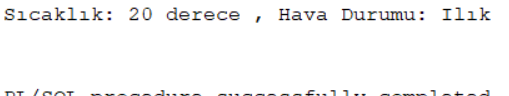 Sıcaklık: 20 derece , Hava Durumu: Ilık
PL/SQL procedure successfully completed